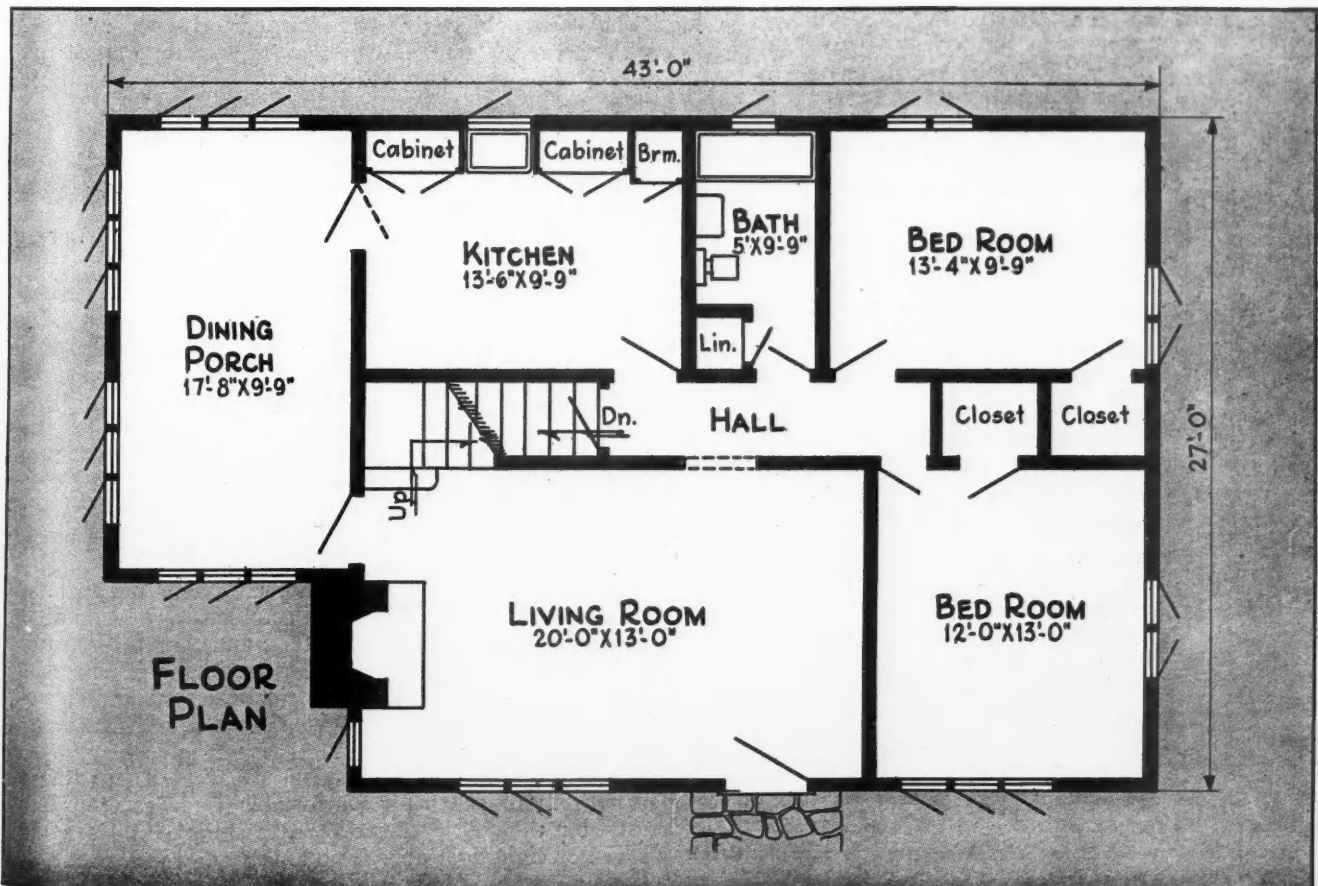 43'-0"
Cabinet
Cabinet
Brm.
BATH
5'X9'-9"
KITCHEN
13'-6"X9'-9"
BED ROOM
13'-4"X9'-9"
DINING
PORCH
17'-8"X9'-9"
Lin.
Dn.
HALL
Closet
Closet
27'-0"
Up
LIVING ROOM
20'-0"X13'-0"
BED ROOM
12'-0"X13'-0"
FLOOR
PLAN